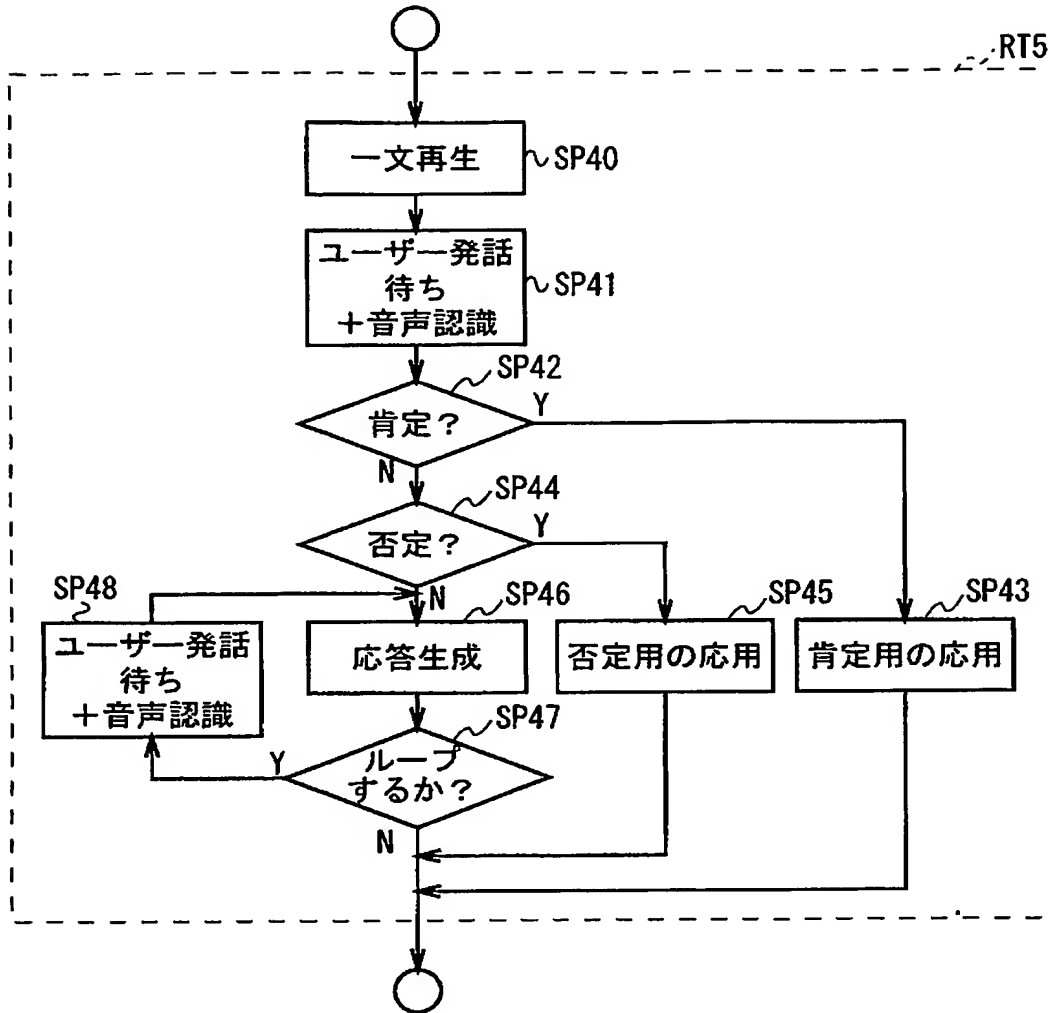 RT5
一文再生
SP40
ユーザー発話
待ち
+音声認識
SP41
SP42
肯定?
Y
N
SP44
否定?
Y
N
SP48
ユーザー発話
待ち
+音声認識
SP46
応答生成
SP45
否定用の応用
SP43
肯定用の応用
SP47
ループ
するか?
Y
N